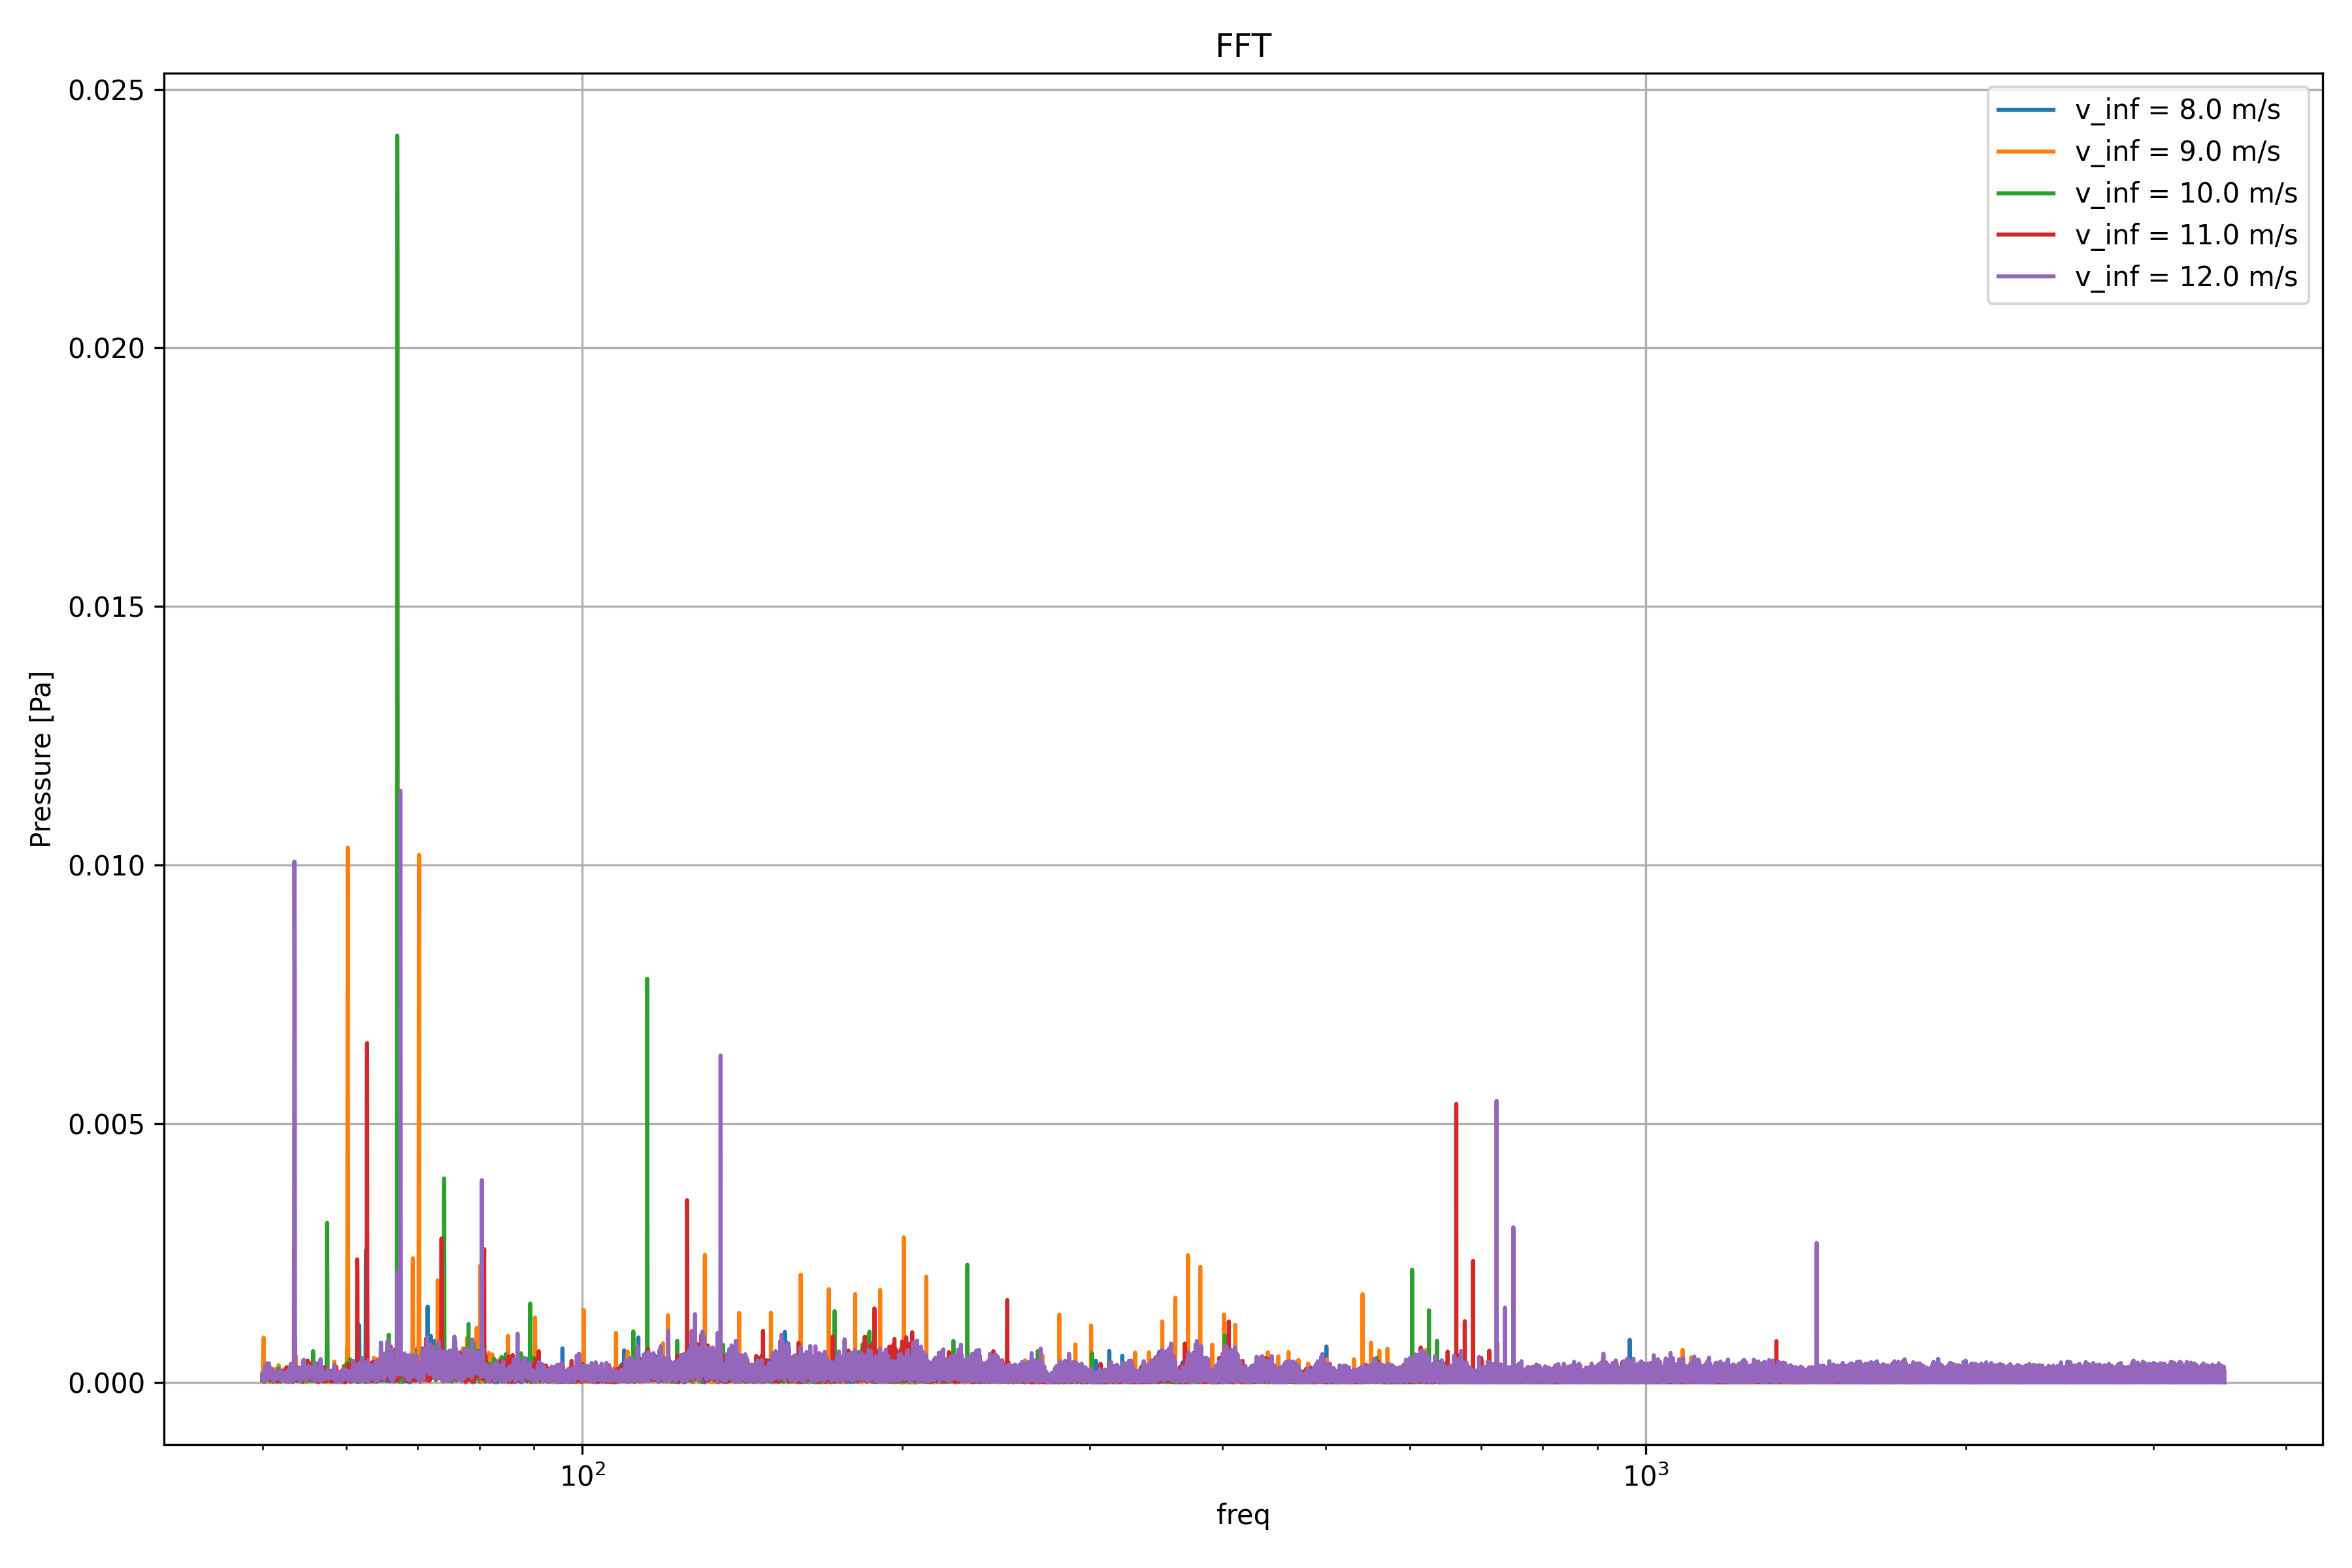 FFT
0.025
0.020
0.015
0.010
0.005
0.000
Pressure [Pa]
v_inf = 8.0 m/s
v_inf = 9.0 m/s
v_inf = 10.0 m/s
v_inf = 11.0 m/s
v_inf = 12.0 m/s
10² 10³
freq